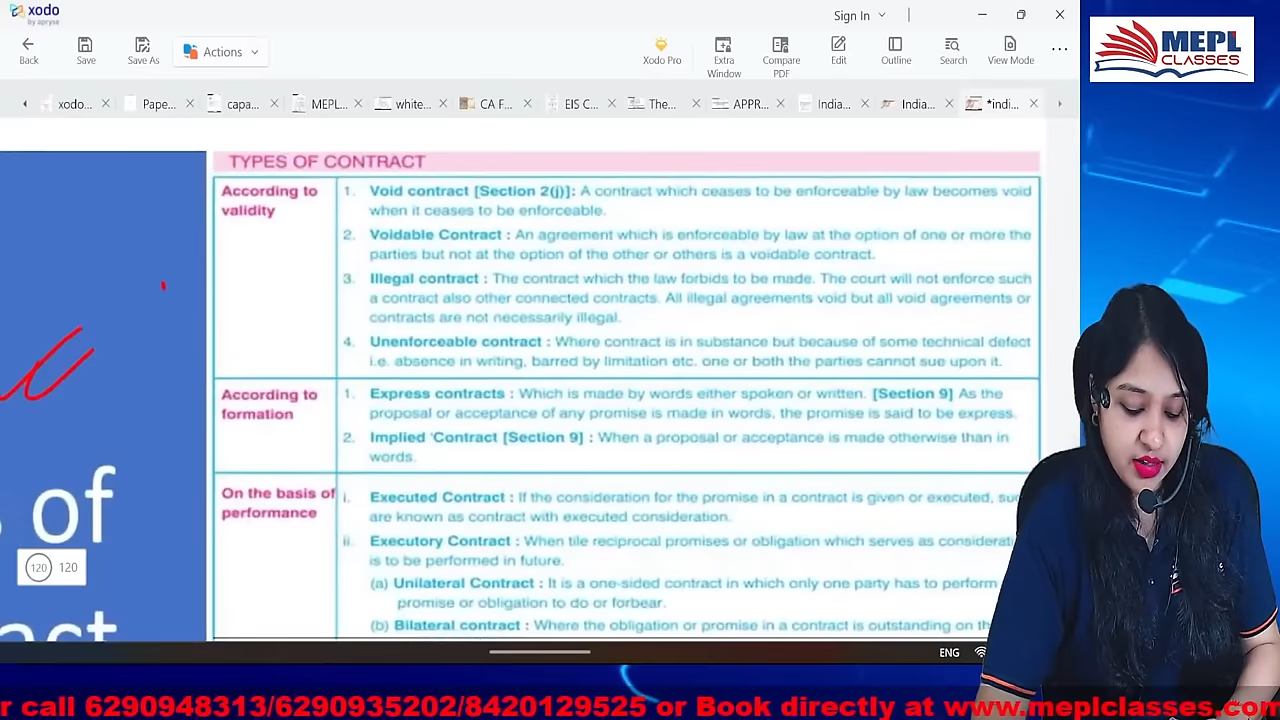 xodo
by apryse
Sign In
Back
Save
Save As
Actions
Xodo Pro
Extra Window
Compare PDF
Edit
Outline
Search
View Mode
xodo...
Pape...
capa...
MEPL...
white...
CA F...
EIS C...
The...
APPR...
India...
India...
*indi...
MEPL
CLASSES
TYPES OF CONTRACT
According to
validity
1. Void contract [Section 2(j)]: A contract which ceases to be enforceable by law becomes void
when it ceases to be enforceable.
2. Voidable Contract : An agreement which is enforceable by law at the option of one or more the
parties but not at the option of the other or others is a voidable contract.
3. Illegal contract : The contract which the law forbids to be made. The court will not enforce such
a contract also other connected contracts. All illegal agreements void but all void agreements or
contracts are not necessarily illegal.
4. Unenforceable contract : Where contract is in substance but because of some technical defect
i.e. absence in writing, barred by limitation etc. one or both the parties cannot sue upon it.
According to
formation
1. Express contracts : Which is made by words either spoken or written. [Section 9] As the
proposal or acceptance of any promise is made in words, the promise is said to be express.
2. Implied 'Contract [Section 9] : When a proposal or acceptance is made otherwise than in
words.
On the basis of
performance
i. Executed Contract : If the consideration for the promise in a contract is given or executed,
are known as contract with executed consideration.
ii. Executory Contract : When tile reciprocal promises or obligation which serves as
is to be performed in future.
(a) Unilateral Contract : It is a one-sided contract in which only one party has to perform
promise or obligation to do or forbear.
(b) Bilateral contract : Where the obligation or promise in a contract is outstanding on
of
120 120
ENG
r call 6290948313/6290935202/8420129525 or Book directly at www.meplclasses.com